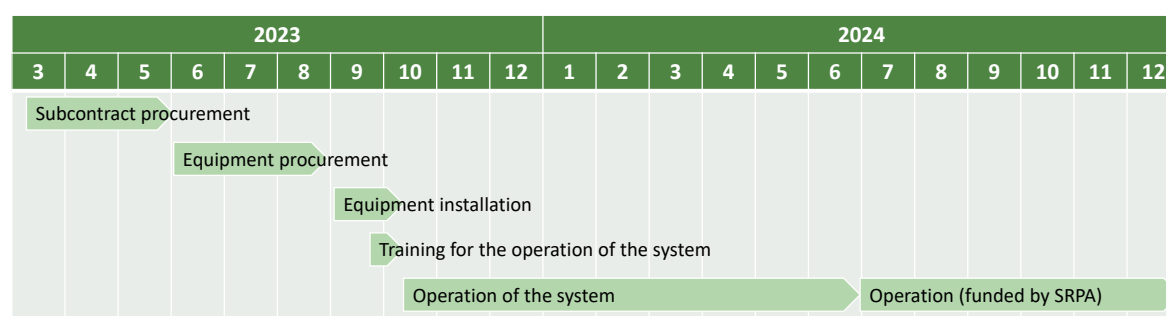 2023 2024
3 4 5 6 7 8 9 10 11 12 1 2 3 4 5 6 7 8 9 10 11 12
Subcontract procurement
Equipment procurement
Equipment installation
Training for the operation of the system
Operation of the system Operation (funded by SRPA)